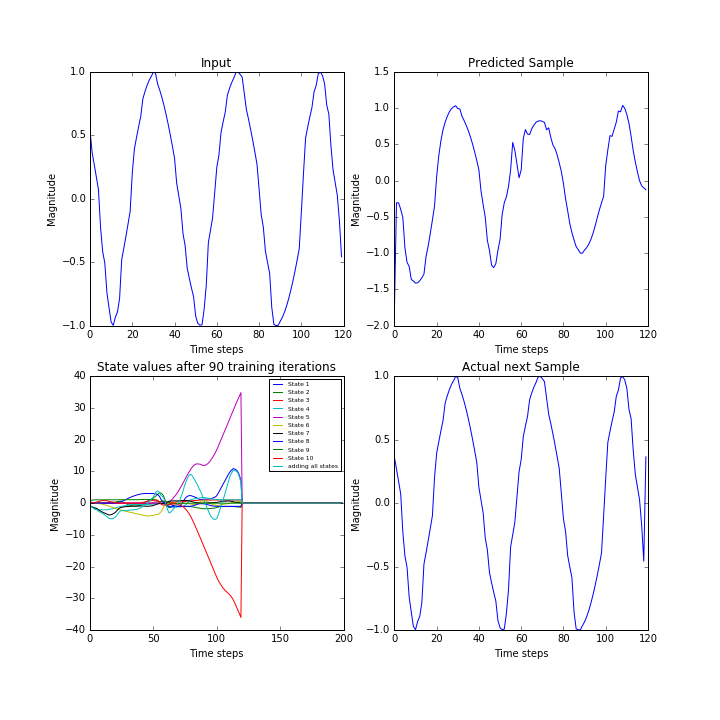 Input
Magnitude
1.0
0.5
0.0
−0.5
−1.0
0 20 40 60 80 100 120
Time steps
Predicted Sample
Magnitude
1.5
1.0
0.5
0.0
−0.5
−1.0
−1.5
−2.0
0 20 40 60 80 100 120
Time steps
State values after 90 training iterations
Magnitude
40
30
20
10
0
−10
−20
−30
−40
0 50 100 150 200
Time steps
State 1
State 2
State 3
State 4
State 5
State 6
State 7
State 8
State 9
State 10
adding all states
Actual next Sample
Magnitude
1.0
0.5
0.0
−0.5
−1.0
0 20 40 60 80 100 120
Time steps